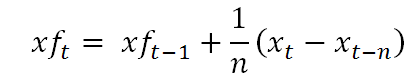 xf_t = xf_{t−1} + \frac{1}{n}(x_t − x_{t−n})